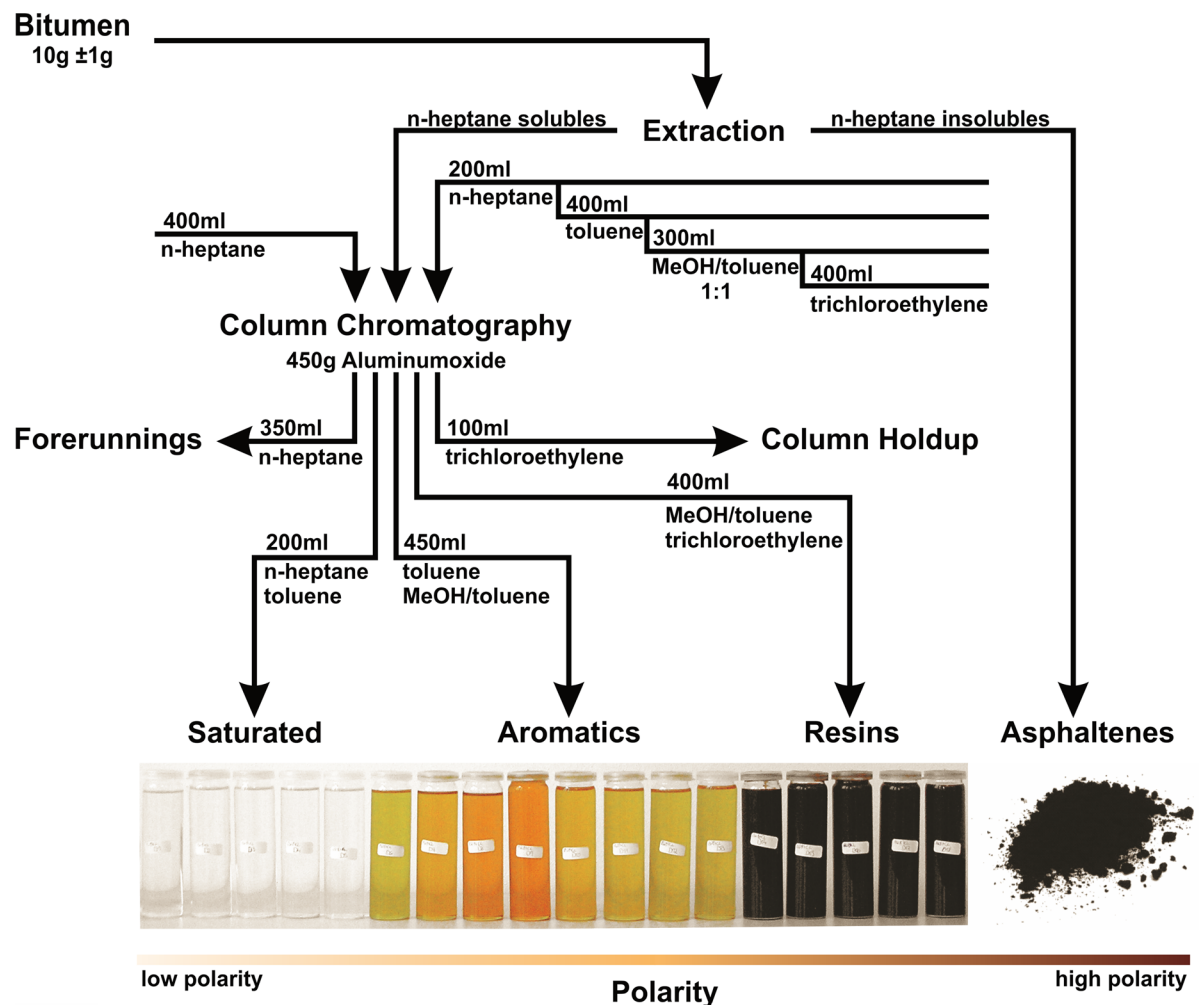 Bitumen
10g ±1g
n-heptane solubles
Extraction
n-heptane insolubles
200ml
n-heptane
400ml
toluene
300ml
MeOH/toluene
1:1
400ml
trichloroethylene
400ml
n-heptane
Column Chromatography
450g Aluminumoxide
Forerunnings
350ml
n-heptane
100ml
trichloroethylene
Column Holdup
400ml
MeOH/toluene
trichloroethylene
200ml
n-heptane
toluene
450ml
toluene
MeOH/toluene
Saturated
Aromatics
Resins
Asphaltenes
low polarity
high polarity
Polarity